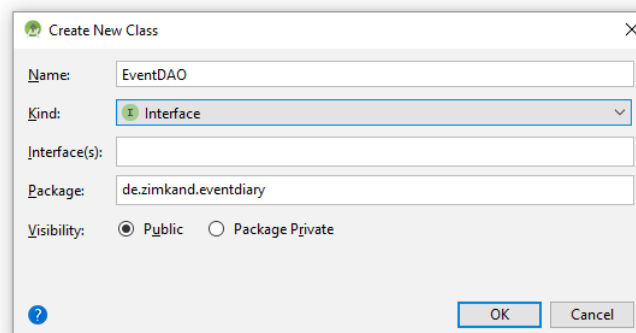 Create New Class
Name: EventDAO
Kind: I Interface
Interface(s):
Package: de.zimkand.eventdiary
Visibility: Public Package Private
? OK Cancel